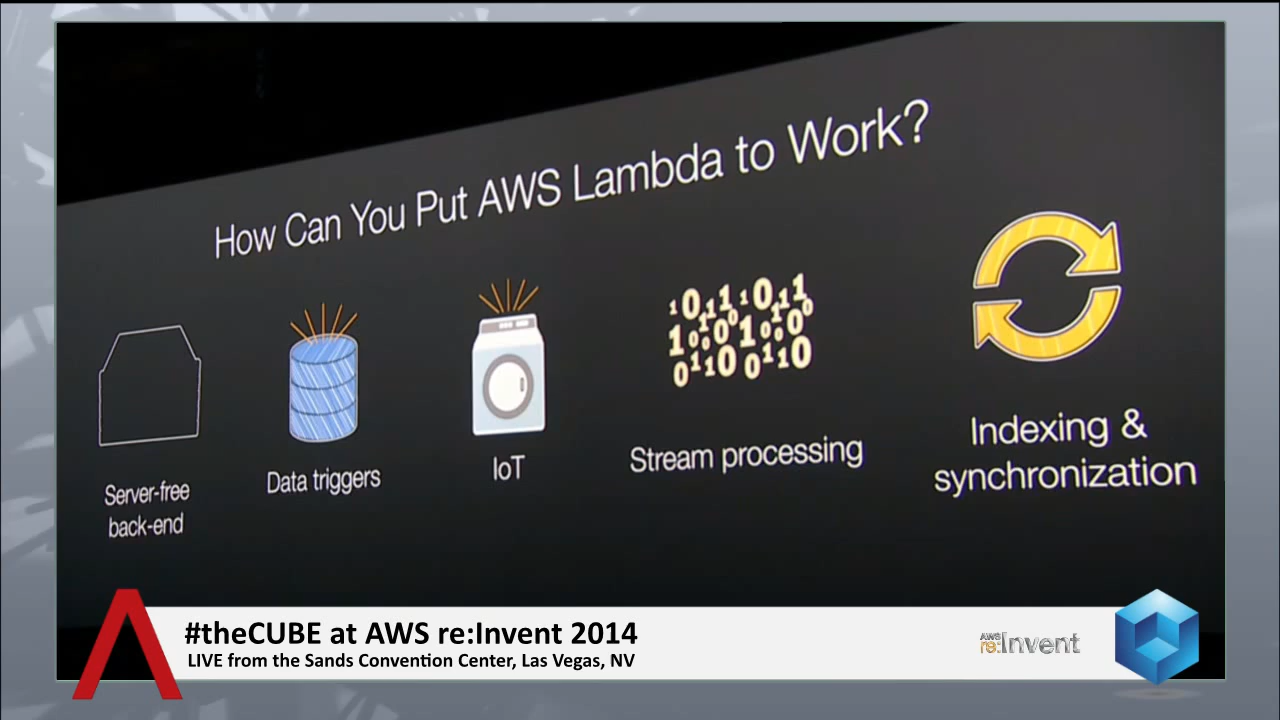 How Can You Put AWS Lambda to Work?
Server-free
back-end
Data triggers
IoT
Stream processing
Indexing &
synchronization
#theCUBE at AWS re:Invent 2014
LIVE from the Sands Convention Center, Las Vegas, NV
AWS
re:Invent